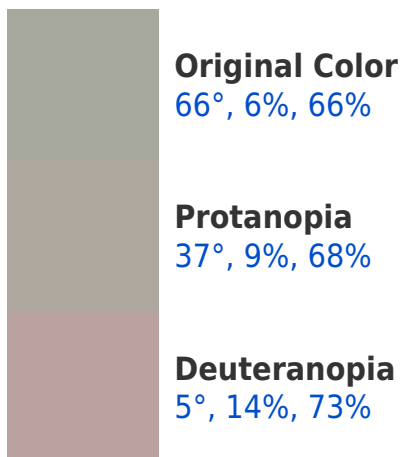 Original Color
66°, 6%, 66%
Protanopia
37°, 9%, 68%
Deuteranopia
5°, 14%, 73%